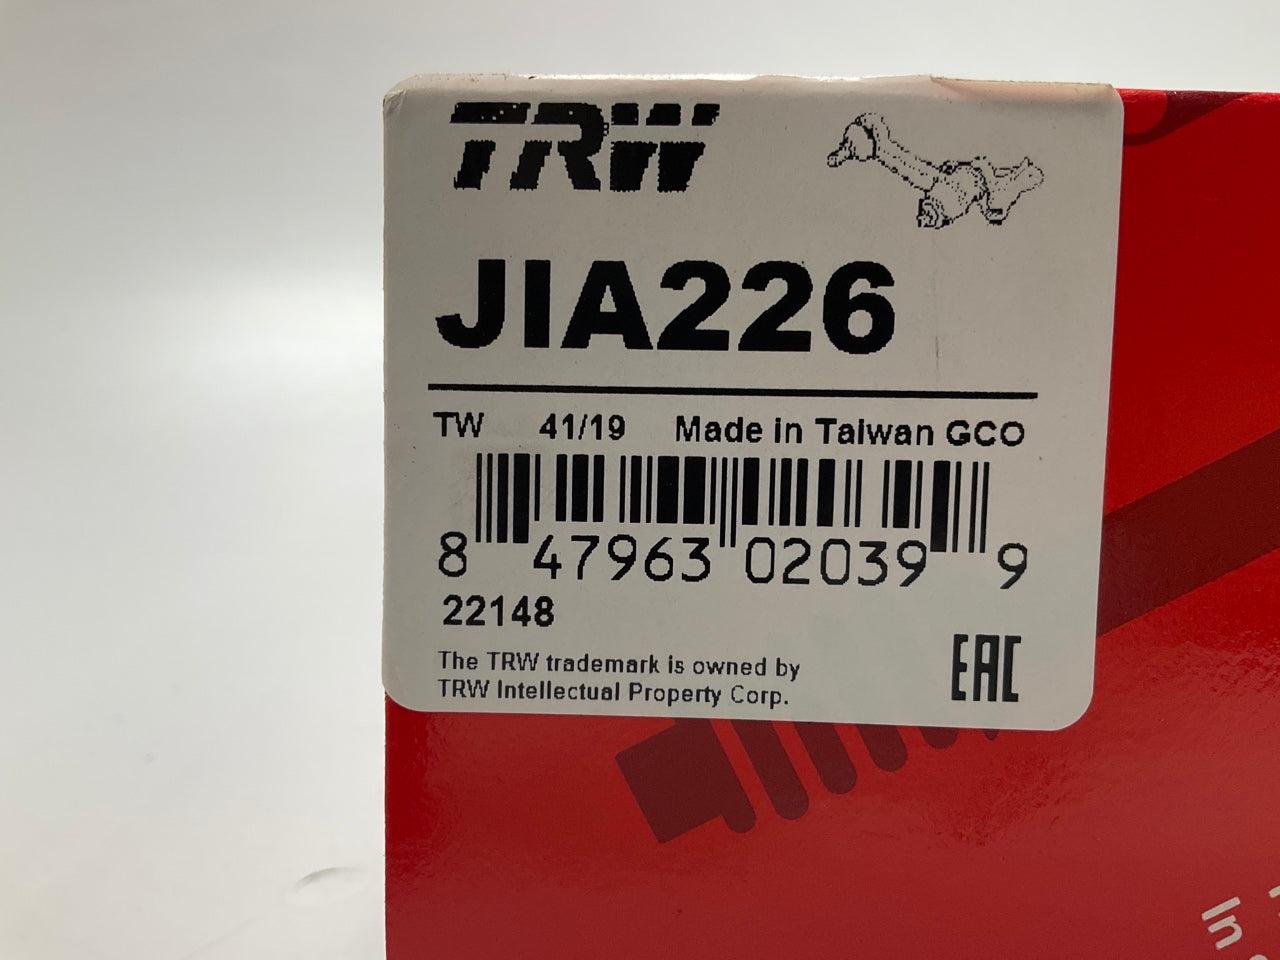 TRW
JIA226
TW 41/19 Made in Taiwan GCO
8 47963 02039 9
22148
The TRW trademark is owned by
TRW Intellectual Property Corp.
EAC
In